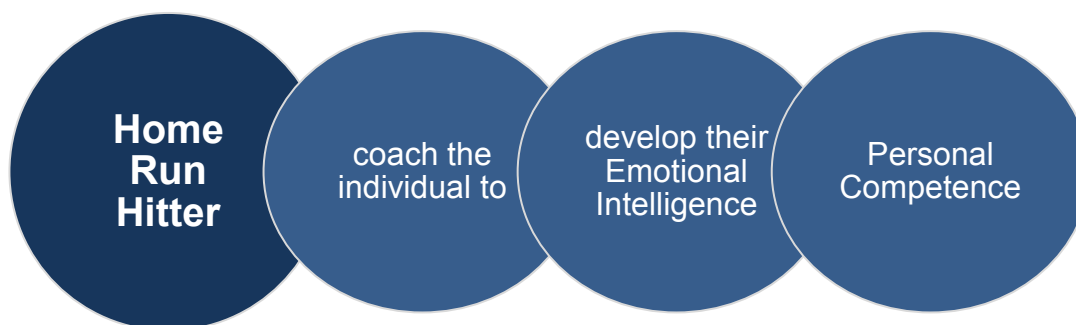 Home
Run
Hitter
coach the
individual to
develop their
Emotional
Intelligence
Personal
Competence